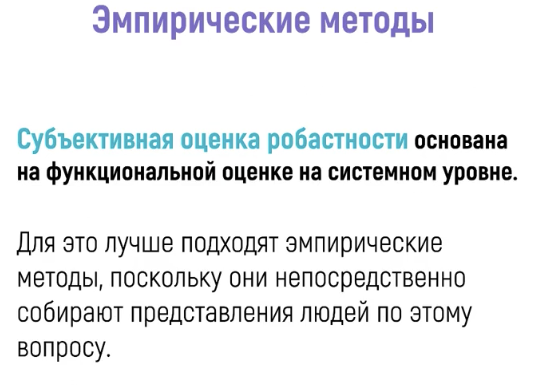 Эмпирические методы
Субъективная оценка робастности основана
на функциональной оценке на системном уровне.
Для это лучше подходят эмпирические
методы, поскольку они непосредственно
собирают представления людей по этому
вопросу.